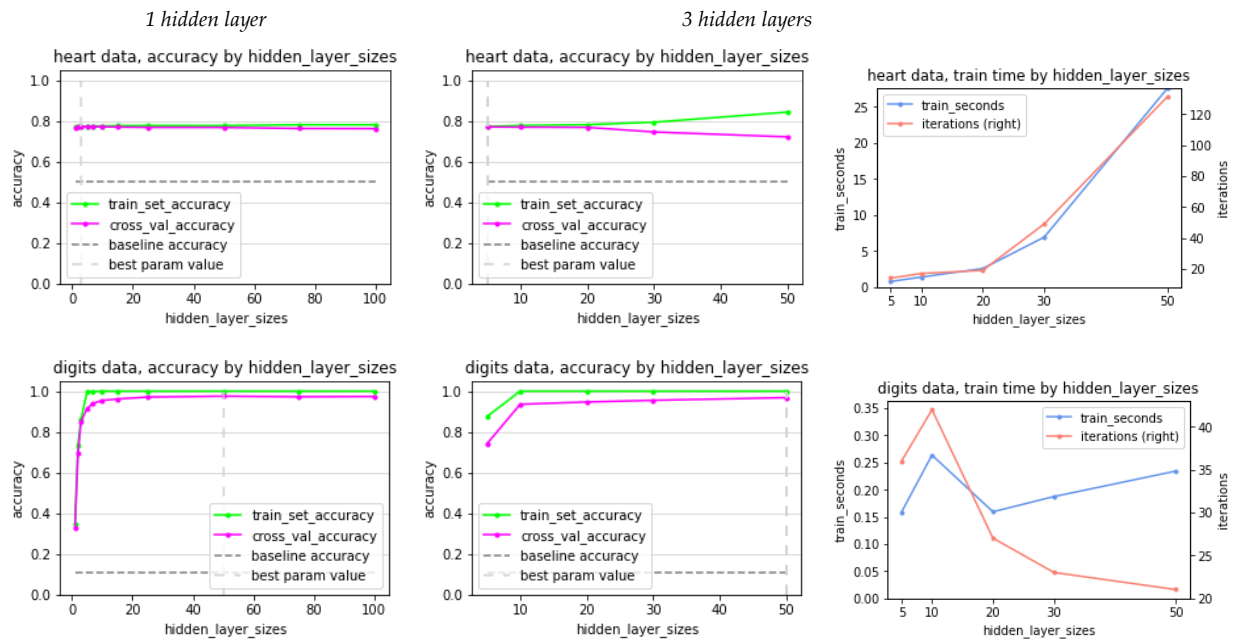 1 hidden layer
3 hidden layers
heart data, accuracy by hidden_layer_sizes
1.0
0.8
0.6
0.4
0.2
0.0
accuracy
train_set_accuracy
cross_val_accuracy
baseline accuracy
best param value
0 20 40 60 80 100
hidden_layer_sizes
heart data, accuracy by hidden_layer_sizes
1.0
0.8
0.6
0.4
0.2
0.0
accuracy
train_set_accuracy
cross_val_accuracy
baseline accuracy
best param value
10 20 30 40 50
hidden_layer_sizes
heart data, train time by hidden_layer_sizes
25
20
15
10
5
0
train_seconds
train_seconds
iterations (right)
120
100
80
60
40
20
iterations
5 10 20 30 50
hidden_layer_sizes
digits data, accuracy by hidden_layer_sizes
1.0
0.8
0.6
0.4
0.2
0.0
accuracy
train_set_accuracy
cross_val_accuracy
baseline accuracy
best param value
0 20 40 60 80 100
hidden_layer_sizes
digits data, accuracy by hidden_layer_sizes
1.0
0.8
0.6
0.4
0.2
0.0
accuracy
train_set_accuracy
cross_val_accuracy
baseline accuracy
best param value
10 20 30 40 50
hidden_layer_sizes
digits data, train time by hidden_layer_sizes
0.35
0.30
0.25
0.20
0.15
0.10
0.05
0.00
train_seconds
train_seconds
iterations (right)
40
35
30
25
20
iterations
5 10 20 30 50
hidden_layer_sizes